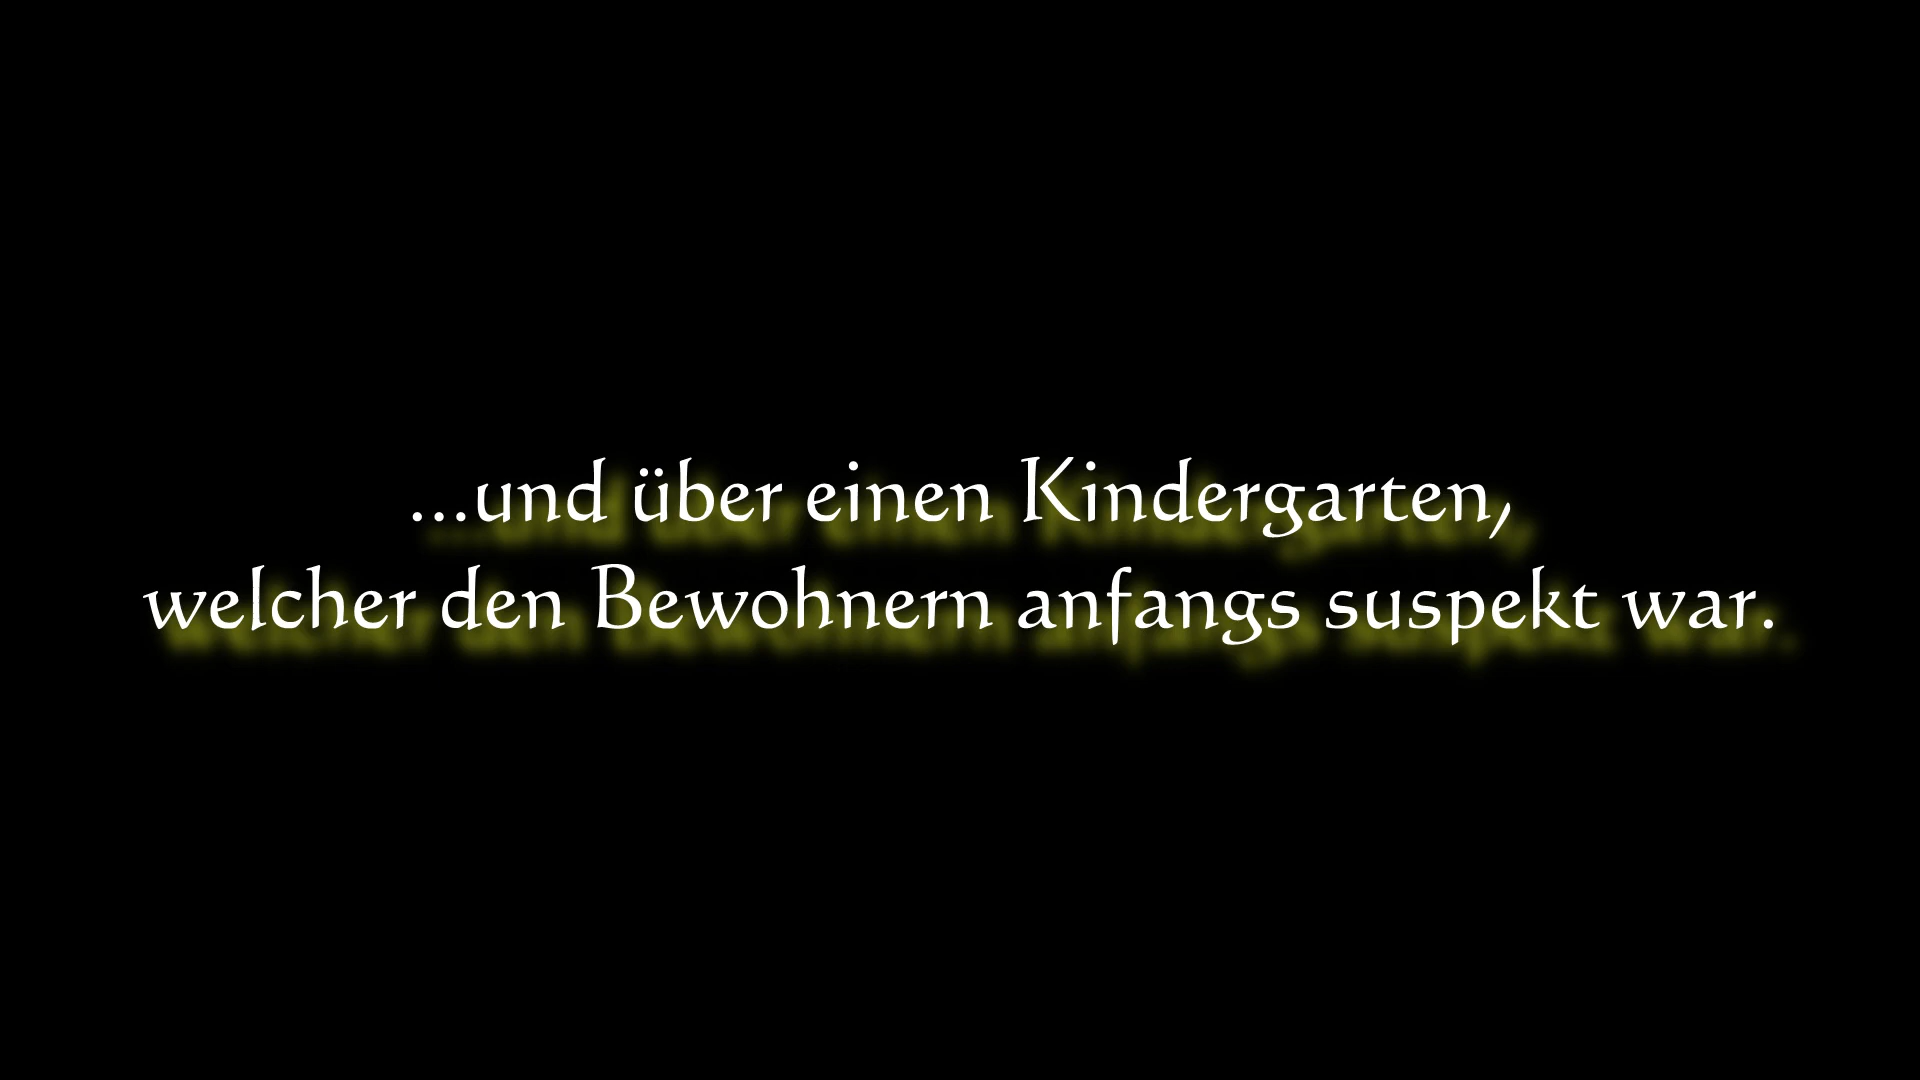 ...und über einen Kindergarten,
welcher den Bewohnern anfangs suspekt war.